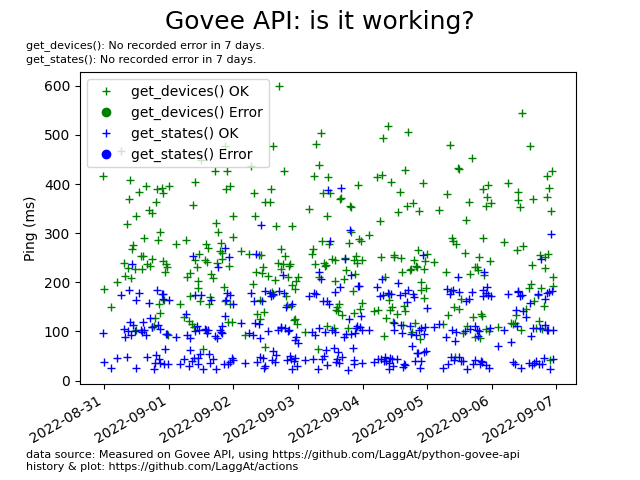 Govee API: is it working?
get_devices(): No recorded error in 7 days.
get_states(): No recorded error in 7 days.
get_devices() OK
get_devices() Error
get_states() OK
get_states() Error
Ping (ms)
600
500
400
300
200
100
0
2022-08-31
2022-09-01
2022-09-02
2022-09-03
2022-09-04
2022-09-05
2022-09-06
2022-09-07
data source: Measured on Govee API, using https://github.com/LaggAt/python-govee-api
history & plot: https://github.com/LaggAt/actions